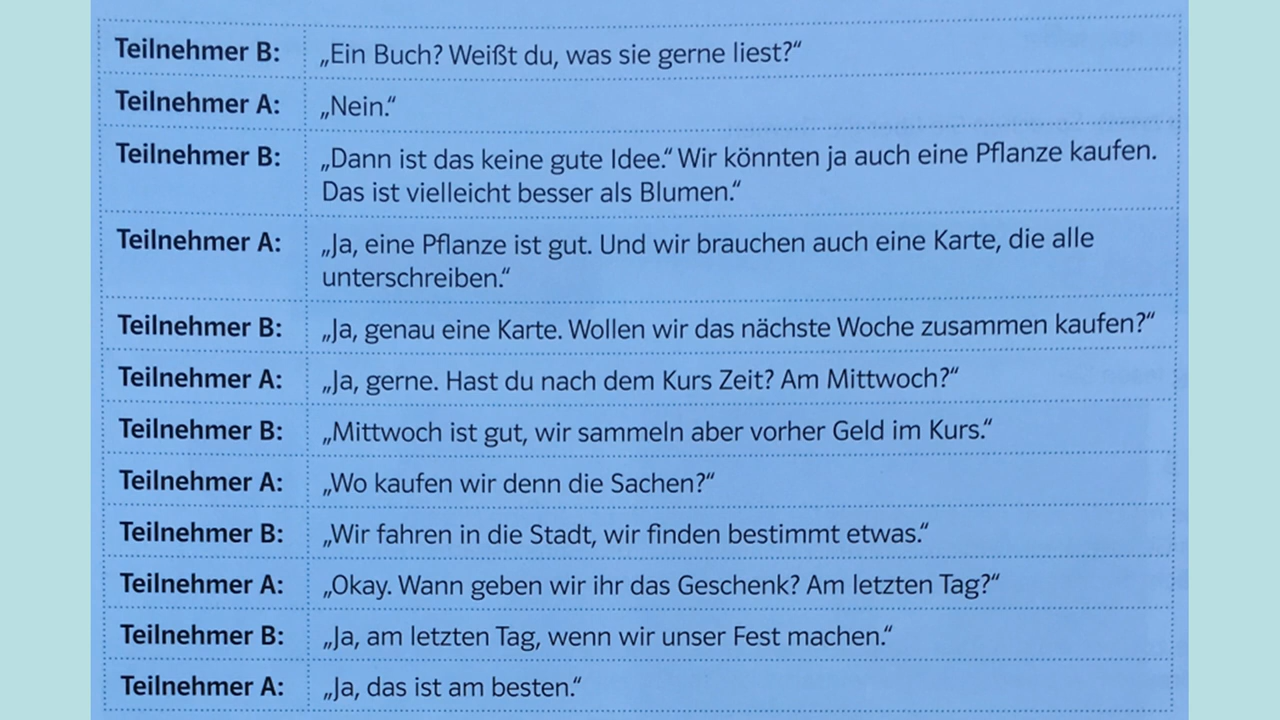 Teilnehmer B: „Ein Buch? Weißt du, was sie gerne liest?“
Teilnehmer A: „Nein.“
Teilnehmer B: „Dann ist das keine gute Idee.“ Wir könnten ja auch eine Pflanze kaufen.
Das ist vielleicht besser als Blumen.“
Teilnehmer A: „Ja, eine Pflanze ist gut. Und wir brauchen auch eine Karte, die alle
unterschreiben.“
Teilnehmer B: „Ja, genau eine Karte. Wollen wir das nächste Woche zusammen kaufen?“
Teilnehmer A: „Ja, gerne. Hast du nach dem Kurs Zeit? Am Mittwoch?“
Teilnehmer B: „Mittwoch ist gut, wir sammeln aber vorher Geld im Kurs.“
Teilnehmer A: „Wo kaufen wir denn die Sachen?“
Teilnehmer B: „Wir fahren in die Stadt, wir finden bestimmt etwas.“
Teilnehmer A: „Okay. Wann geben wir ihr das Geschenk? Am letzten Tag?“
Teilnehmer B: „Ja, am letzten Tag, wenn wir unser Fest machen.“
Teilnehmer A: „Ja, das ist am besten.“